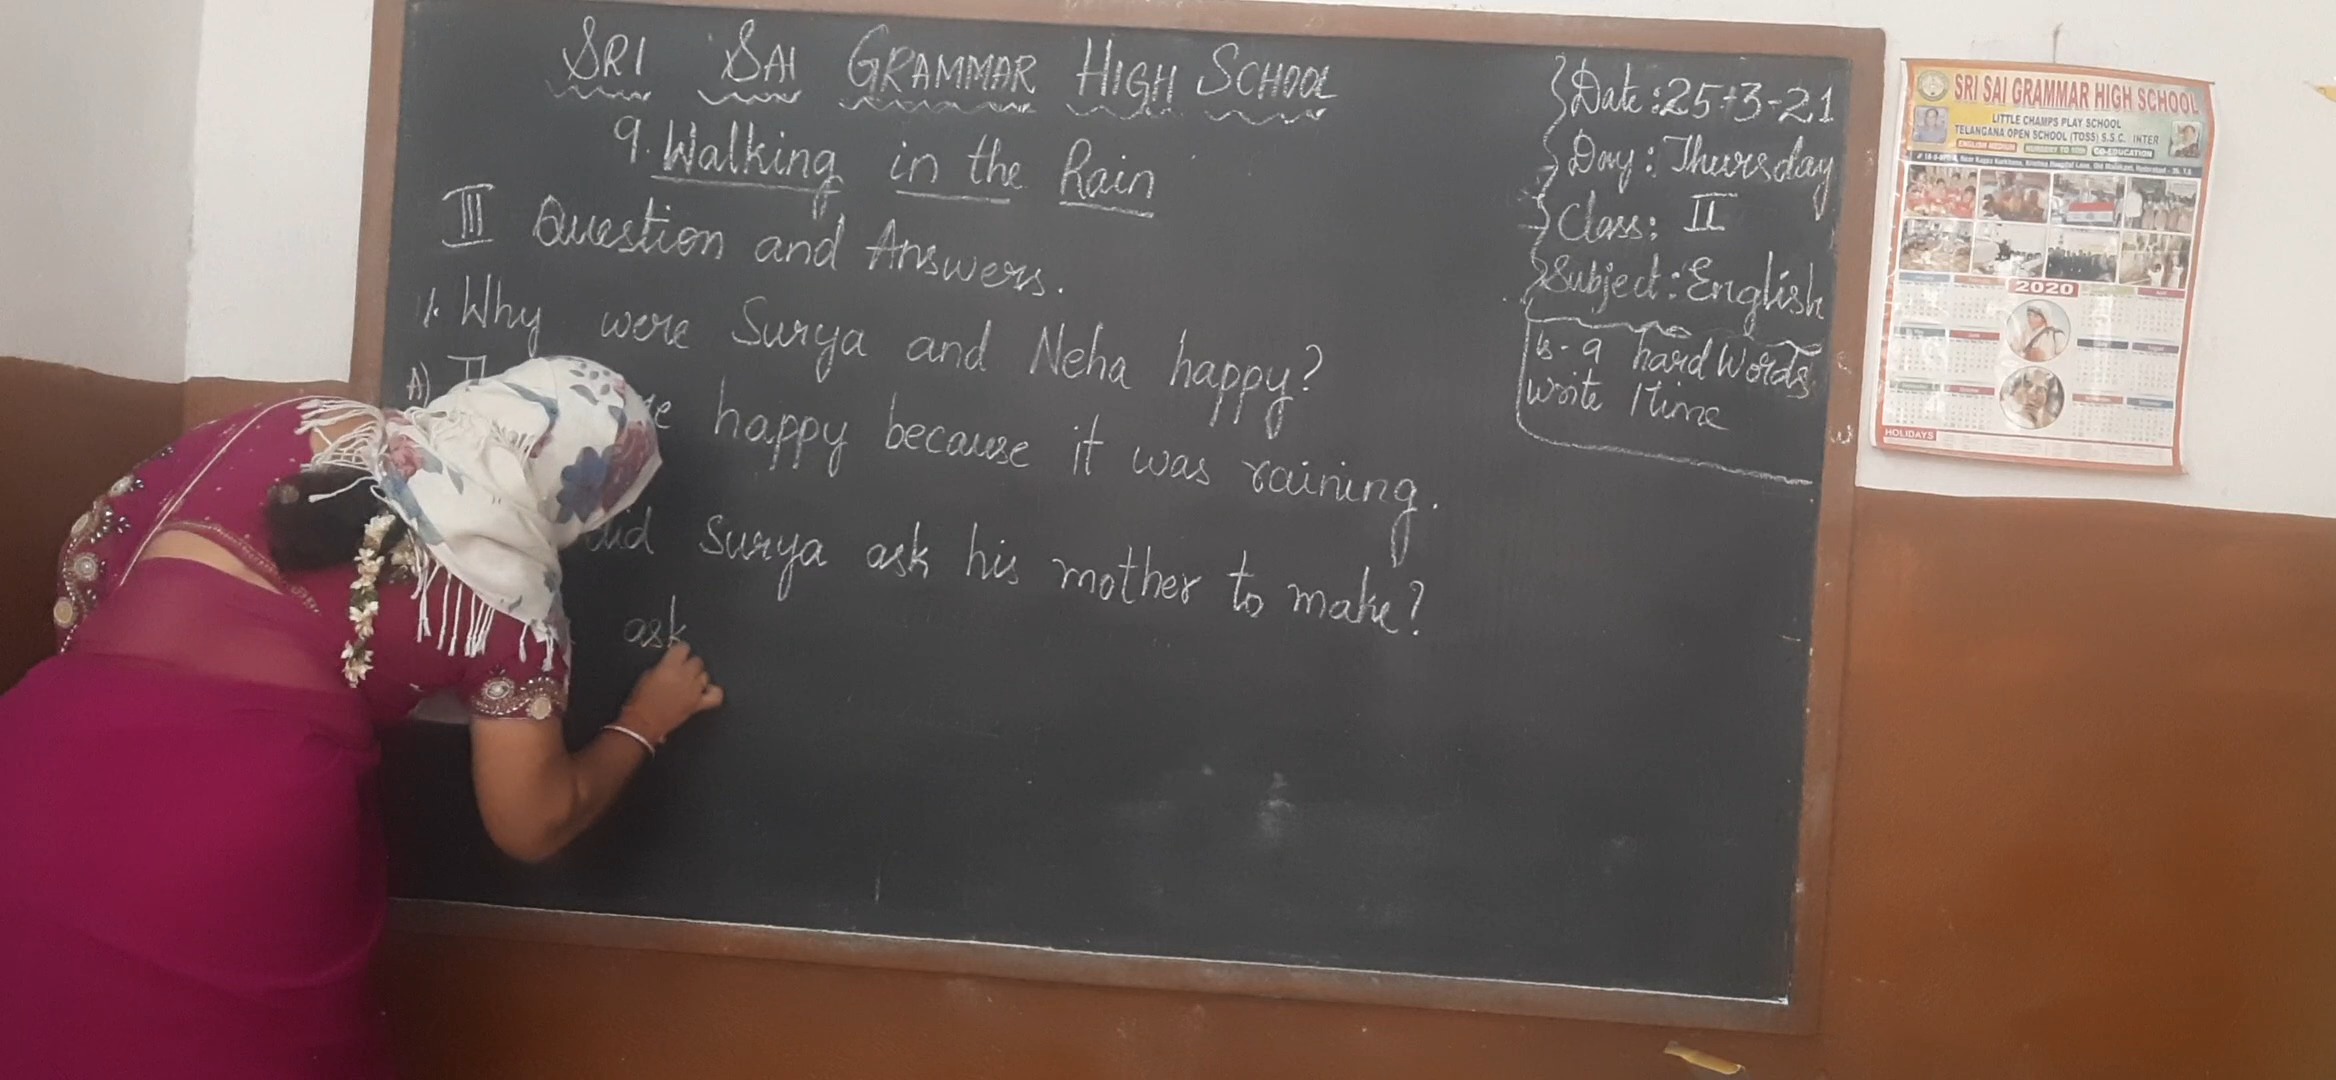 SRI SAI GRAMMAR HIGH SCHOOL
9. Walking in the Rain
III Question and Answers.
1. Why were Surya and Neha happy?
A) happy because it was raining.
did Surya ask his mother to make?
ask
Date: 25-3-21
Day: Thursday
Class: II
Subject: English
Ls-9 hard words
write 1 time
SRI SAI GRAMMAR HIGH SCHOOL
LITTLE CHAMPS PLAY SCHOOL
TELANGANA OPEN SCHOOL (TOSS) S.S.C. INTER
ENGLISH MEDIUM NURSERY TO 10th CO-EDUCATION
2020
HOLIDAYS